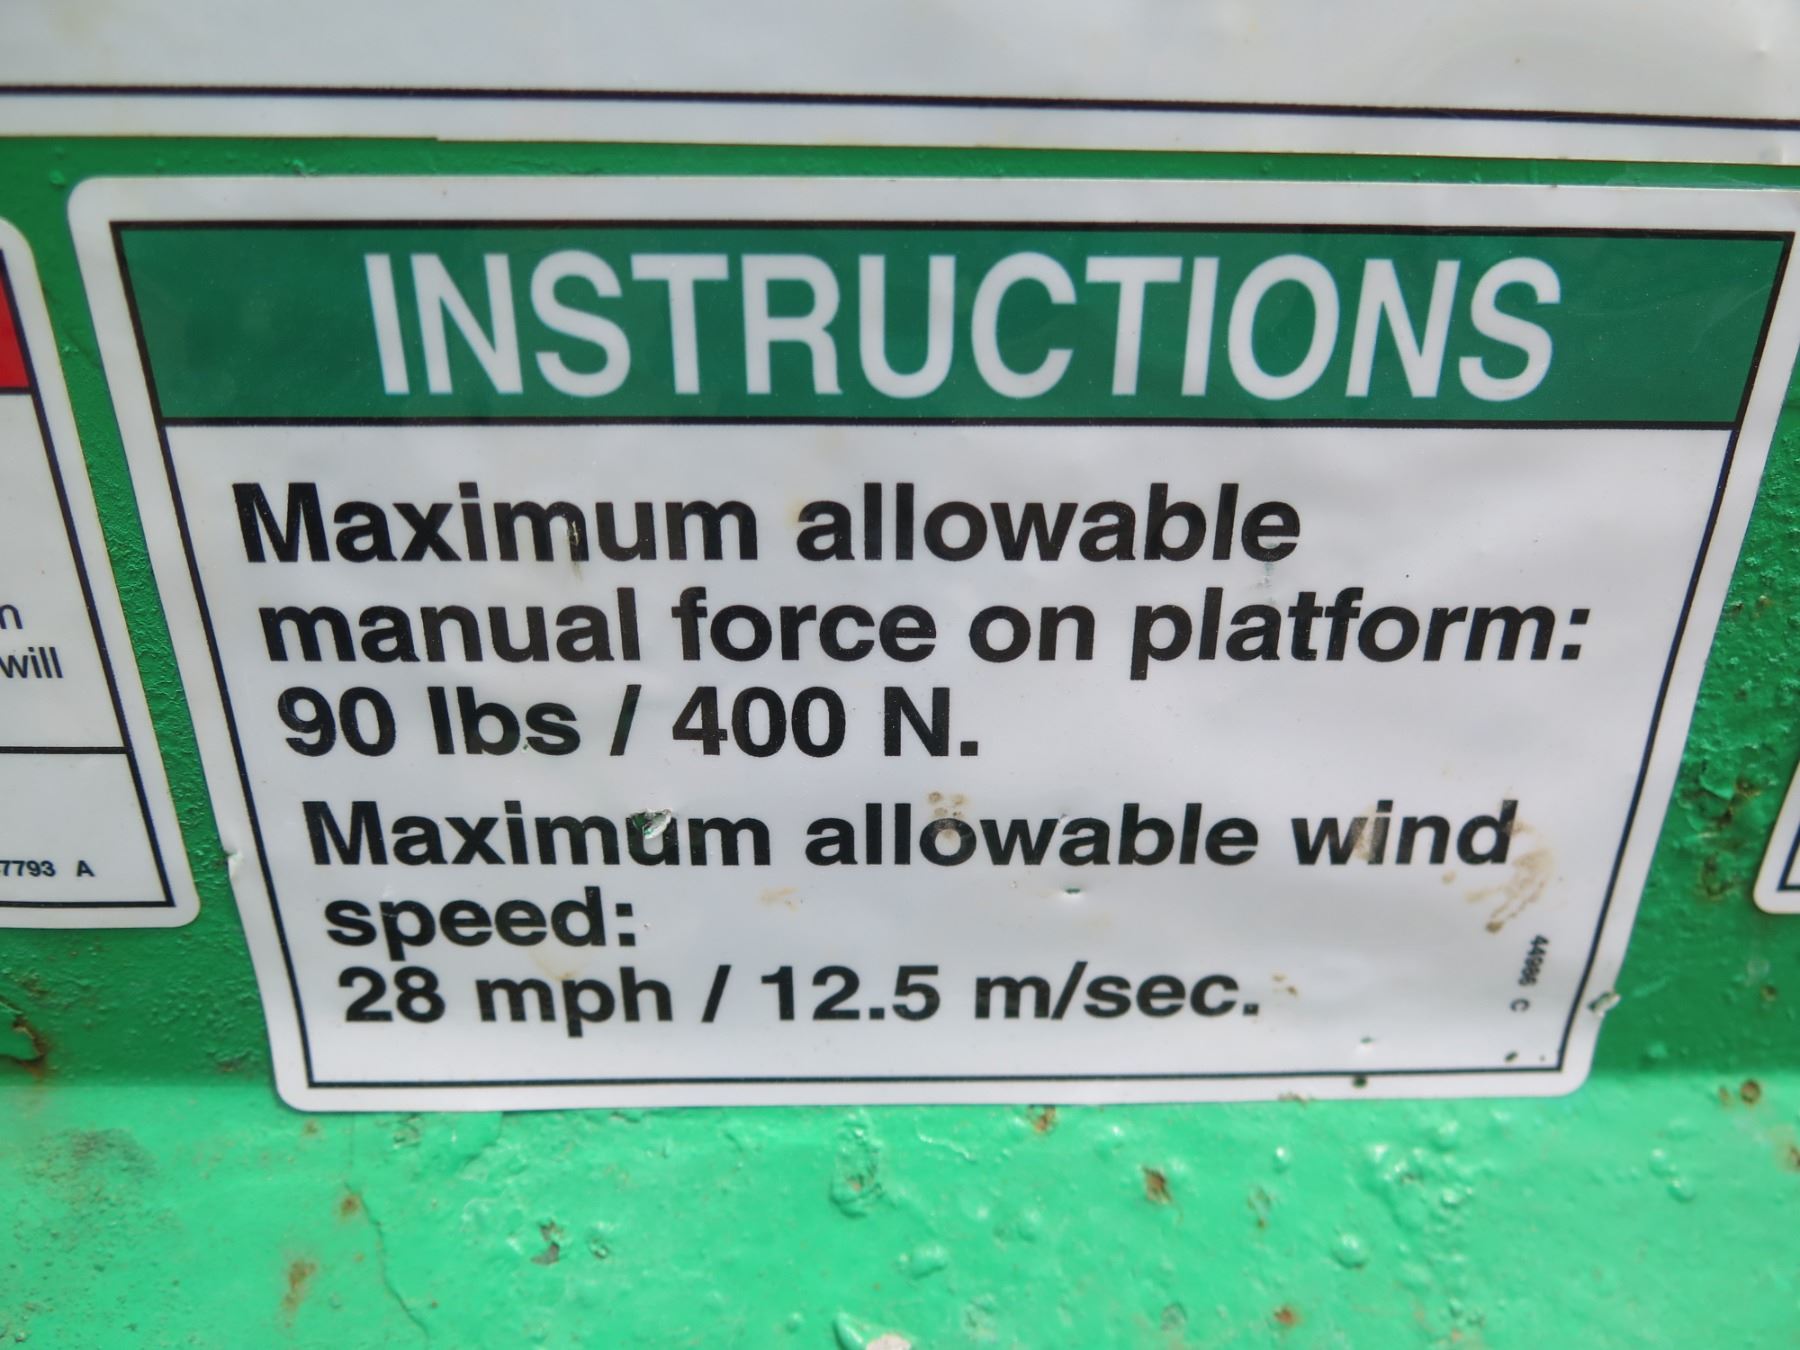 INSTRUCTIONS
Maximum allowable
manual force on platform:
90 lbs / 400 N.
Maximum allowable wind
speed:
28 mph / 12.5 m/sec.
n
will
7793 A